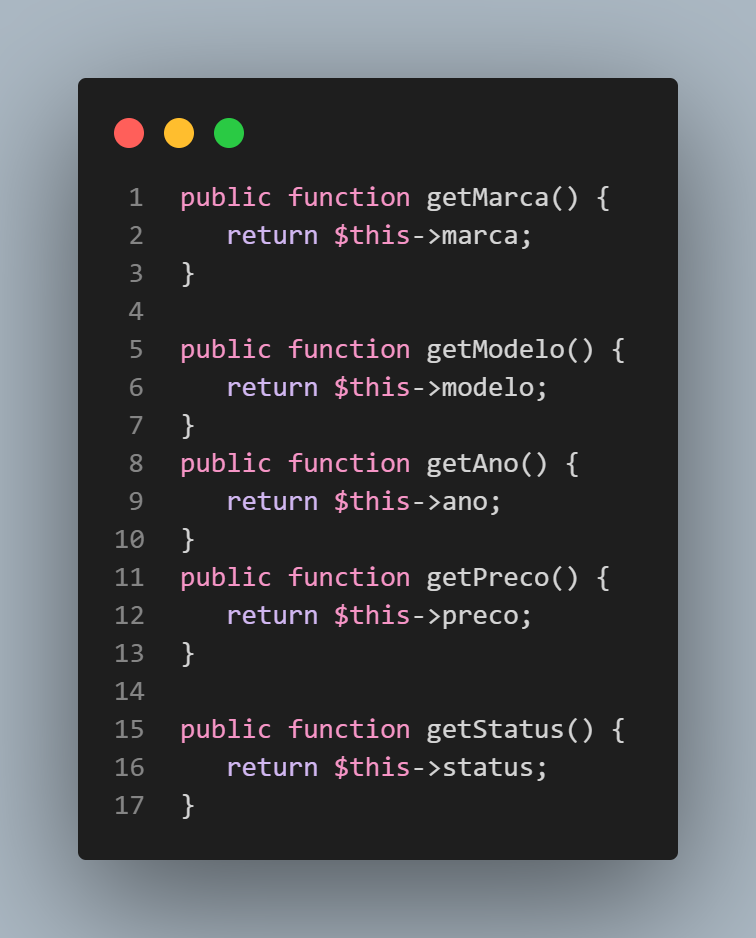 1 public function getMarca() {
2    return $this->marca;
3 }
4
5 public function getModelo() {
6    return $this->modelo;
7 }
8 public function getAno() {
9    return $this->ano;
10 }
11 public function getPreco() {
12    return $this->preco;
13 }
14
15 public function getStatus() {
16    return $this->status;
17 }